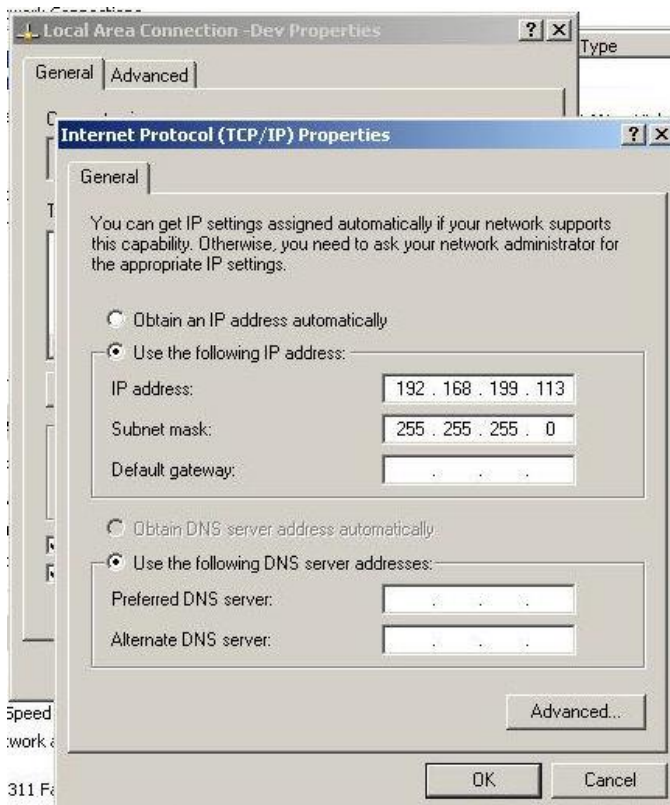 Local Area Connection -Dev Properties
Type
General
Advanced
Internet Protocol (TCP/IP) Properties
General
You can get IP settings assigned automatically if your network supports
this capability. Otherwise, you need to ask your network administrator for
the appropriate IP settings.
Obtain an IP address automatically
Use the following IP address:
IP address: 192 . 168 . 199 . 113
Subnet mask: 255 . 255 . 255 . 0
Default gateway: . . .
Obtain DNS server address automatically
Use the following DNS server addresses:
Preferred DNS server: . . .
Alternate DNS server: . . .
Advanced...
Speed
OK Cancel
311